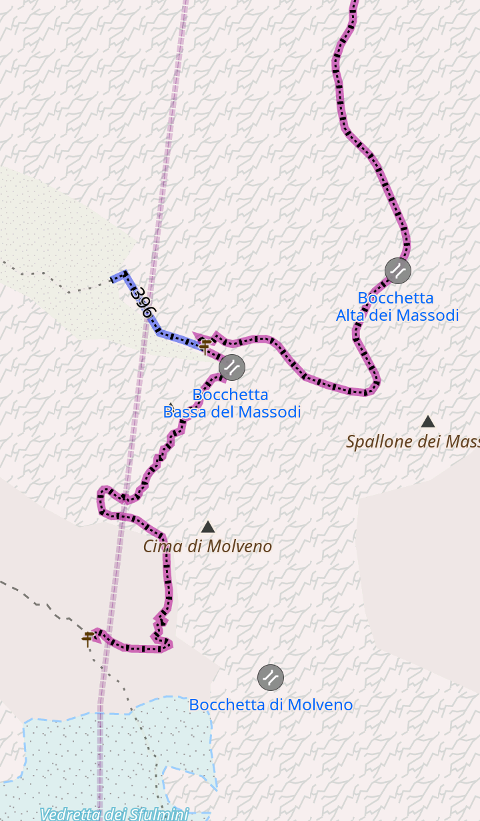 396
Bocchetta
Alta dei Massodi
Bocchetta
Bassa del Massodi
Spallone dei Mass
Cima di Molveno
Bocchetta di Molveno
Vedretta dei Sfulmini